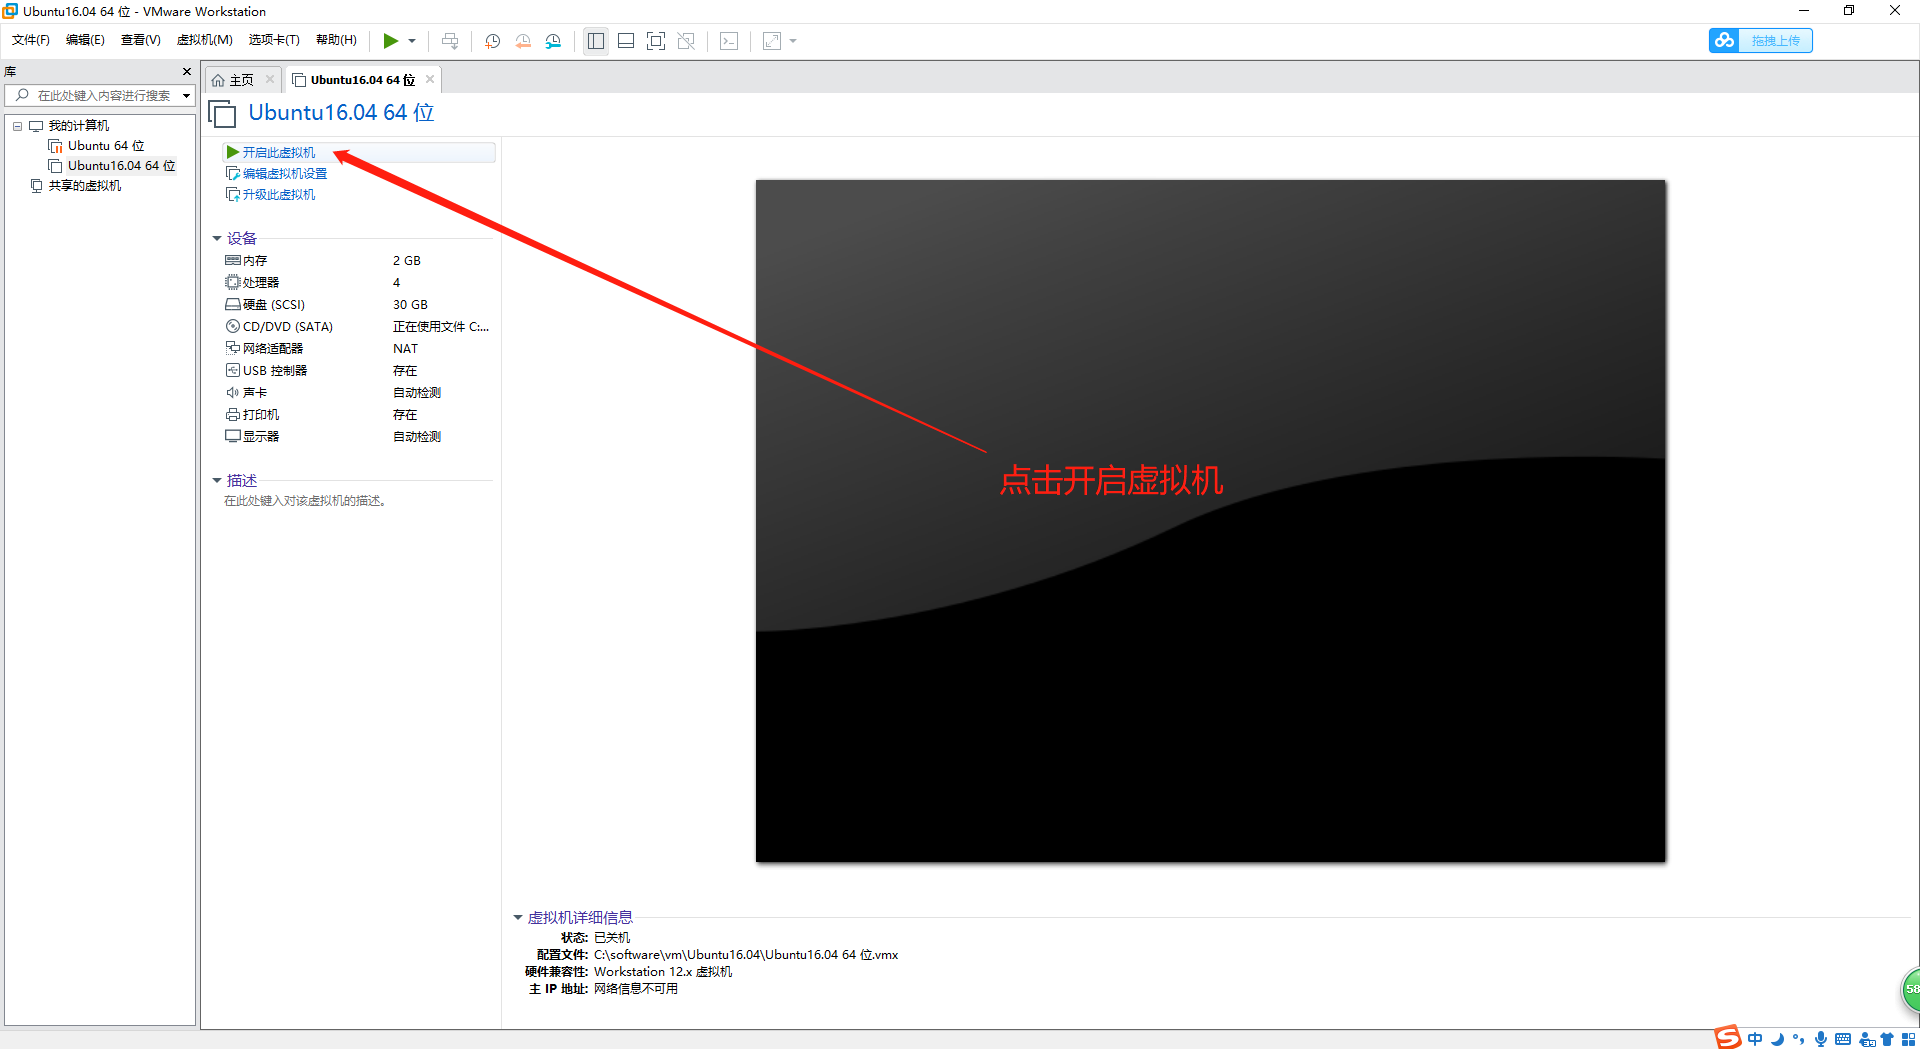 Ubuntu16.04 64 位 - VMware Workstation
文件(F) 编辑(E) 查看(V) 虚拟机(M) 选项卡(T) 帮助(H)
拖拽上传
库
在此处键入内容进行搜索
我的计算机
Ubuntu 64 位
Ubuntu16.04 64 位
共享的虚拟机
主页
Ubuntu16.04 64 位
Ubuntu16.04 64 位
开启此虚拟机
编辑虚拟机设置
升级此虚拟机
设备
内存 2 GB
处理器 4
硬盘 (SCSI) 30 GB
CD/DVD (SATA) 正在使用文件 C:...
网络适配器 NAT
USB 控制器 存在
声卡 自动检测
打印机 存在
显示器 自动检测
描述
在此处键入对该虚拟机的描述。
点击开启虚拟机
虚拟机详细信息
状态: 已关机
配置文件: C:\software\vm\Ubuntu16.04\Ubuntu16.04 64 位.vmx
硬件兼容性: Workstation 12.x 虚拟机
主 IP 地址: 网络信息不可用
58
S 中